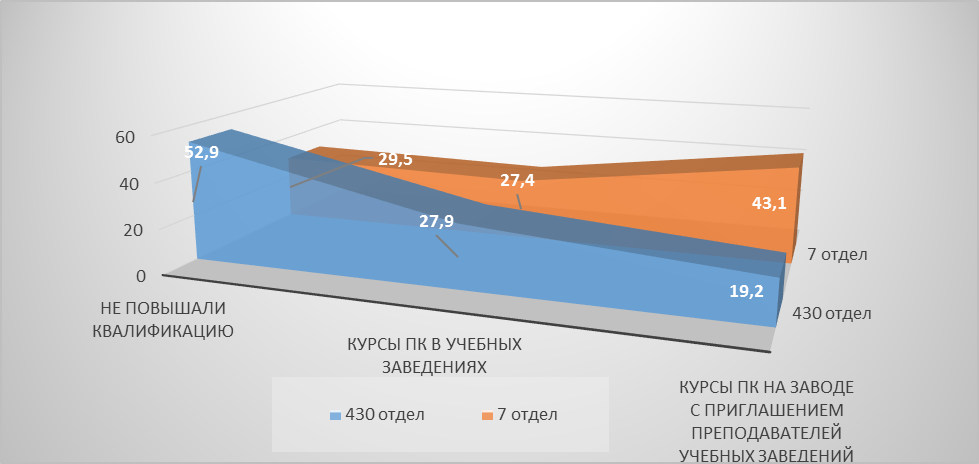 60
40
20
0
52,9
29,5
27,4
27,9
43,1
19,2
7 отдел
430 отдел
НЕ ПОВЫШАЛИ
КВАЛИФИКАЦИЮ
КУРСЫ ПК В УЧЕБНЫХ
ЗАВЕДЕНИЯХ
КУРСЫ ПК НА ЗАВОДЕ
С ПРИГЛАШЕНИЕМ
ПРЕПОДАВАТЕЛЕЙ
УЧЕБНЫХ ЗАВЕДЕНИЙ
430 отдел
7 отдел